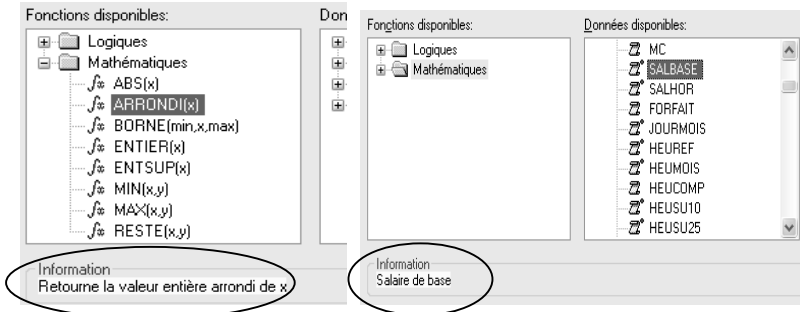 Fonctions disponibles:
Don
Logiques
Mathématiques
ABS(x)
ARRONDI(x)
BORNE(min,x,max)
ENTIER(x)
ENTSUP(x)
MIN(x,y)
MAX(x,y)
RESTE(x,y)
Information
Retourne la valeur entière arrondi de x
Fonctions disponibles:
Données disponibles:
Logiques
Mathématiques
MC
SALBASE
SALHOR
FORFAIT
JOURMOIS
HEUREF
HEUMOIS
HEUCOMP
HEUSU10
HEUSU25
Information
Salaire de base